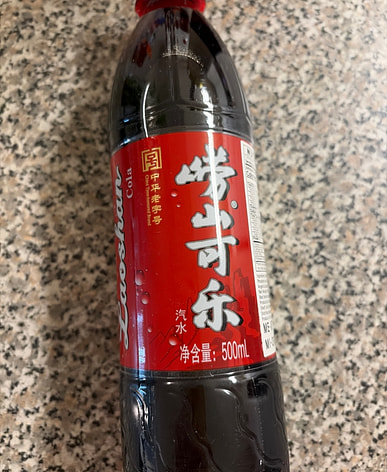 Laoshan
Cola
中华老字号
崂山可乐
汽水
净含量: 500mL